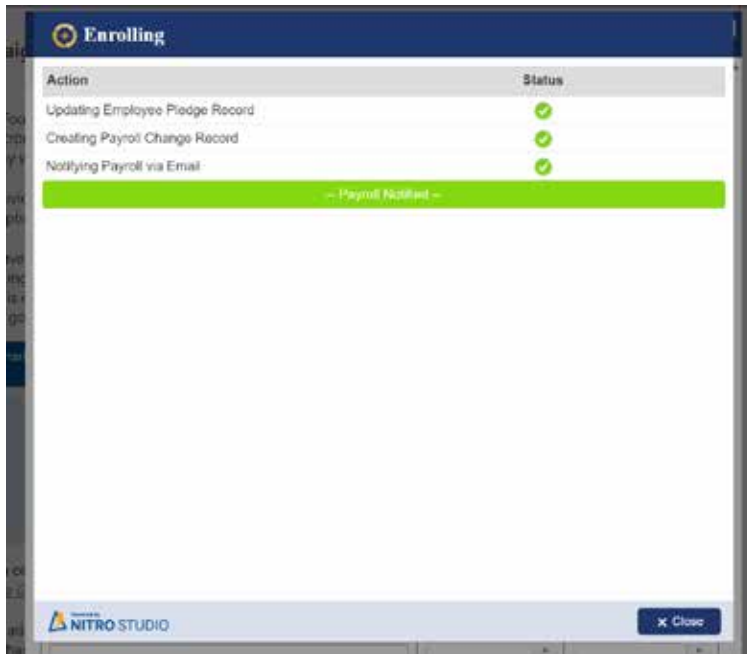 Enrolling
Action Status
Updating Employee Pledge Record
Creating Payroll Change Record
Notifying Payroll via Email
-- Payroll Notified --
NITRO STUDIO
x Close